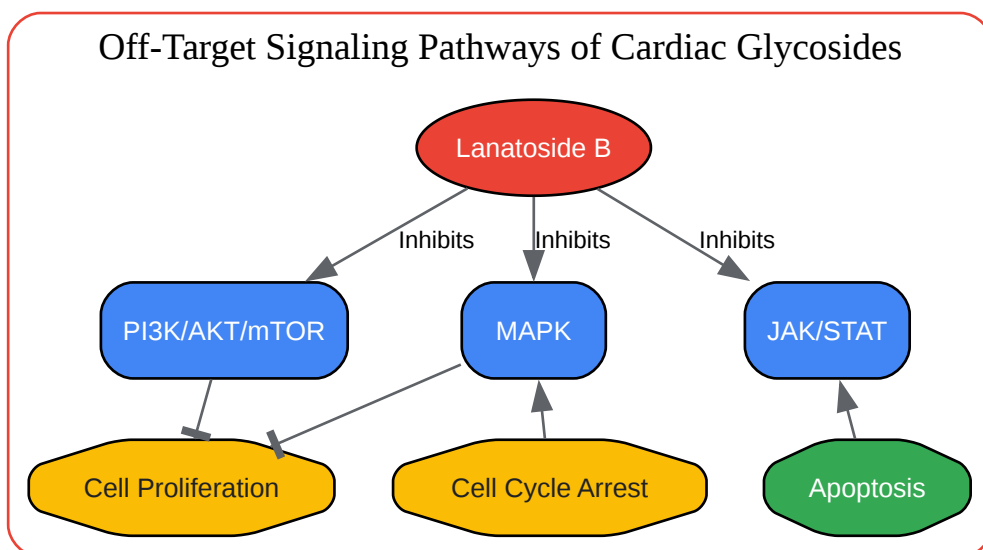 Off-Target Signaling Pathways of Cardiac Glycosides
Lanatoside B
Inhibits
Inhibits
Inhibits
PI3K/AKT/mTOR
MAPK
JAK/STAT
Cell Proliferation
Cell Cycle Arrest
Apoptosis